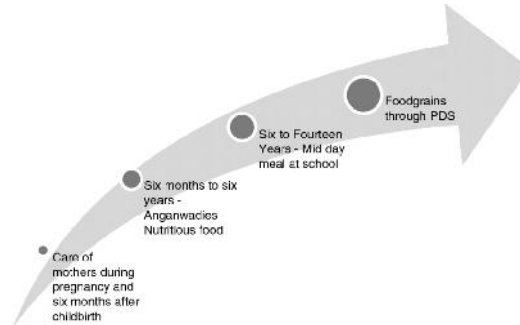 Care of
mothers during
pregnancy and
six months after
childbirth
Six months to six
years -
Anganwadies
Nutritious food
Six to Fourteen
Years - Mid day
meal at school
Foodgrains
through PDS